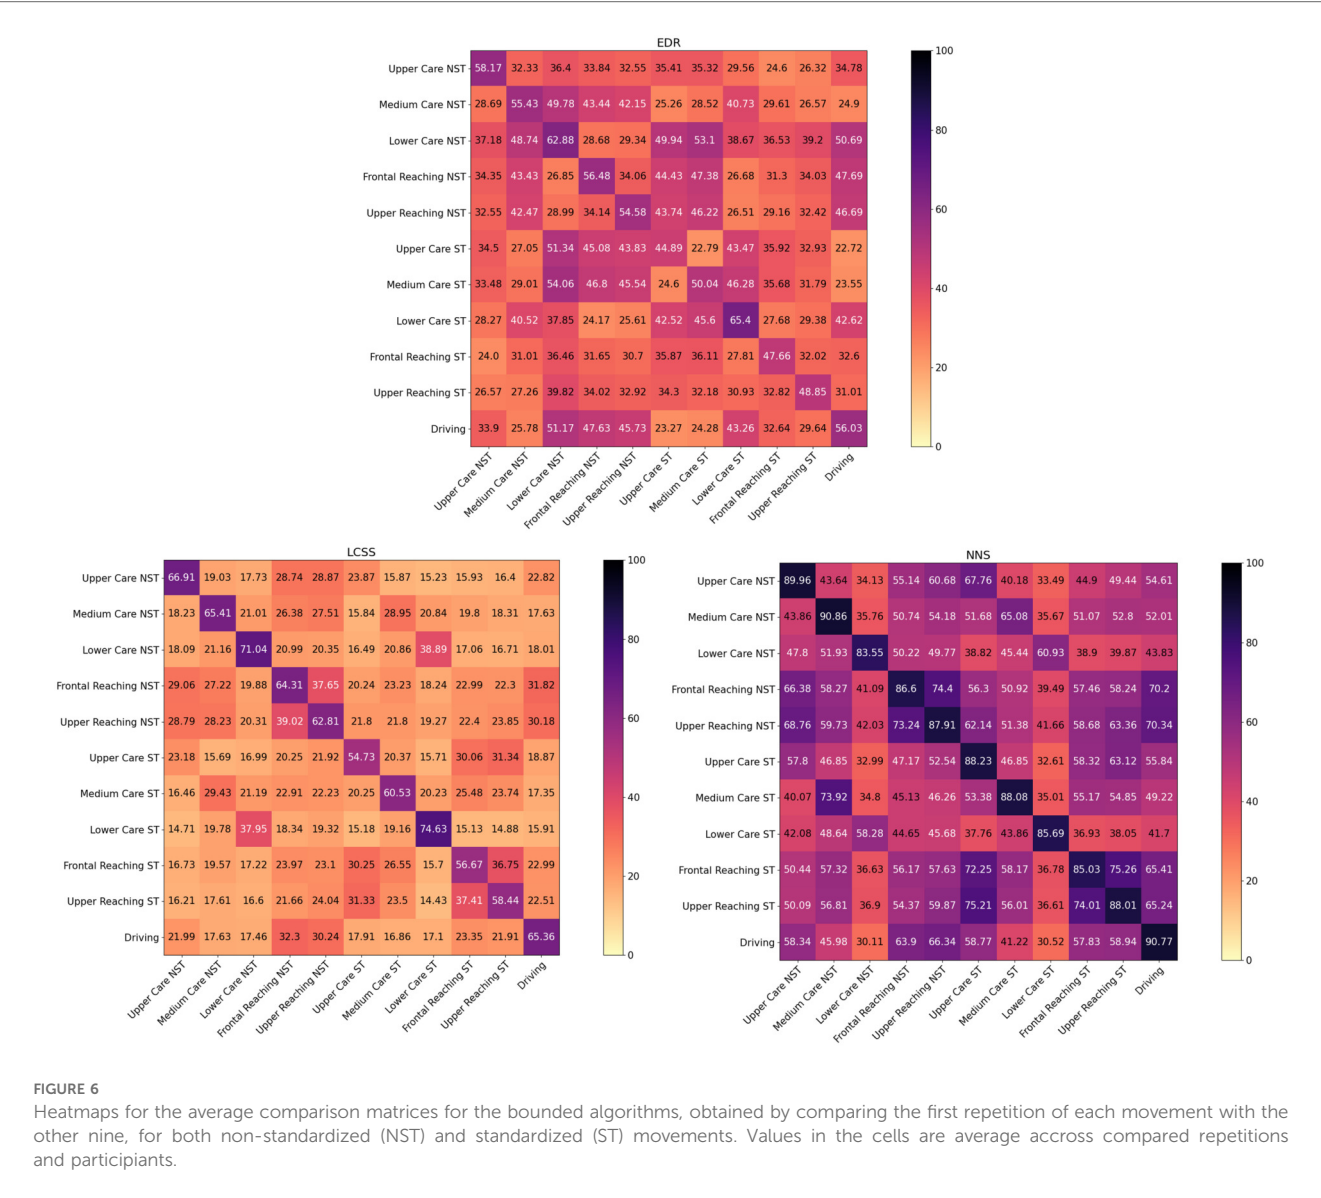 EDR
Upper Care NST 58.17 32.33 36.4 33.84 32.55 35.41 35.32 29.56 24.6 26.32 34.78
Medium Care NST 28.69 55.43 49.78 43.44 42.15 25.26 28.52 40.73 29.61 26.57 24.9
Lower Care NST 37.18 48.74 62.88 28.68 29.34 49.94 53.1 38.67 36.53 39.2 50.69
Frontal Reaching NST 34.35 43.43 26.85 56.48 34.06 44.43 47.38 26.68 31.3 34.03 47.69
Upper Reaching NST 32.55 42.47 28.99 34.14 54.58 43.74 46.22 26.51 29.16 32.42 46.69
Upper Care ST 34.5 27.05 51.34 45.08 43.83 44.89 22.79 43.47 35.92 32.93 22.72
Medium Care ST 33.48 29.01 54.06 46.8 45.54 24.6 50.04 46.28 35.68 31.79 23.55
Lower Care ST 28.27 40.52 37.85 24.17 25.61 42.52 45.6 65.4 27.68 29.38 42.62
Frontal Reaching ST 24.0 31.01 36.46 31.65 30.7 35.87 36.11 27.81 47.66 32.02 32.6
Upper Reaching ST 26.57 27.26 39.82 34.02 32.92 34.3 32.18 30.93 32.82 48.85 31.01
Driving 33.9 25.78 51.17 47.63 45.73 23.27 24.28 43.26 32.64 29.64 56.03
Upper Care NST Medium Care NST Lower Care NST Frontal Reaching NST Upper Reaching NST Upper Care ST Medium Care ST Lower Care ST Frontal Reaching ST Upper Reaching ST Driving
100
80
60
40
20
0
LCSS
Upper Care NST 66.91 19.03 17.73 28.74 28.87 23.87 15.87 15.23 15.93 16.4 22.82
Medium Care NST 18.23 65.41 21.01 26.38 27.51 15.84 28.95 20.84 19.8 18.31 17.63
Lower Care NST 18.09 21.16 71.04 20.99 20.35 16.49 20.86 38.89 17.06 16.71 18.01
Frontal Reaching NST 29.06 27.22 19.88 64.31 37.65 20.24 23.23 18.24 22.99 22.3 31.82
Upper Reaching NST 28.79 28.23 20.31 39.02 62.81 21.8 21.8 19.27 22.4 23.85 30.18
Upper Care ST 23.18 15.69 16.99 20.25 21.92 54.73 20.37 15.71 30.06 31.34 18.87
Medium Care ST 16.46 29.43 21.19 22.91 22.23 20.25 60.53 20.23 25.48 23.74 17.35
Lower Care ST 14.71 19.78 37.95 18.34 19.32 15.18 19.16 74.63 15.13 14.88 15.91
Frontal Reaching ST 16.73 19.57 17.22 23.97 23.1 30.25 26.55 15.7 56.67 36.75 22.99
Upper Reaching ST 16.21 17.61 16.6 21.66 24.04 31.33 23.5 14.43 37.41 58.44 22.51
Driving 21.99 17.63 17.46 32.3 30.24 17.91 16.86 17.1 23.35 21.91 65.36
Upper Care NST Medium Care NST Lower Care NST Frontal Reaching NST Upper Reaching NST Upper Care ST Medium Care ST Lower Care ST Frontal Reaching ST Upper Reaching ST Driving
100
80
60
40
20
0
NNS
Upper Care NST 89.96 43.64 34.13 55.14 60.68 67.76 40.18 33.49 44.9 49.44 54.61
Medium Care NST 43.86 90.86 35.76 50.74 54.18 51.68 65.08 35.67 51.07 52.8 52.01
Lower Care NST 47.8 51.93 83.55 50.22 49.77 38.82 45.44 60.93 38.9 39.87 43.83
Frontal Reaching NST 66.38 58.27 41.09 86.6 74.4 56.3 50.92 39.49 57.46 58.24 70.2
Upper Reaching NST 68.76 59.73 42.03 73.24 87.91 62.14 51.38 41.66 58.68 63.36 70.34
Upper Care ST 57.8 46.85 32.99 47.17 52.54 88.23 46.85 32.61 58.32 63.12 55.84
Medium Care ST 40.07 73.92 34.8 45.13 46.26 53.38 88.08 35.01 55.17 54.85 49.22
Lower Care ST 42.08 48.64 58.28 44.65 45.68 37.76 43.86 85.69 36.93 38.05 41.7
Frontal Reaching ST 50.44 57.32 36.63 56.17 57.63 72.25 58.17 36.78 85.03 75.26 65.41
Upper Reaching ST 50.09 56.81 36.9 54.37 59.87 75.21 56.01 36.61 74.01 88.01 65.24
Driving 58.34 45.98 30.11 63.9 66.34 58.77 41.22 30.52 57.83 58.94 90.77
Upper Care NST Medium Care NST Lower Care NST Frontal Reaching NST Upper Reaching NST Upper Care ST Medium Care ST Lower Care ST Frontal Reaching ST Upper Reaching ST Driving
100
80
60
40
20
0
FIGURE 6
Heatmaps for the average comparison matrices for the bounded algorithms, obtained by comparing the first repetition of each movement with the
other nine, for both non-standardized (NST) and standardized (ST) movements. Values in the cells are average accross compared repetitions
and participiants.